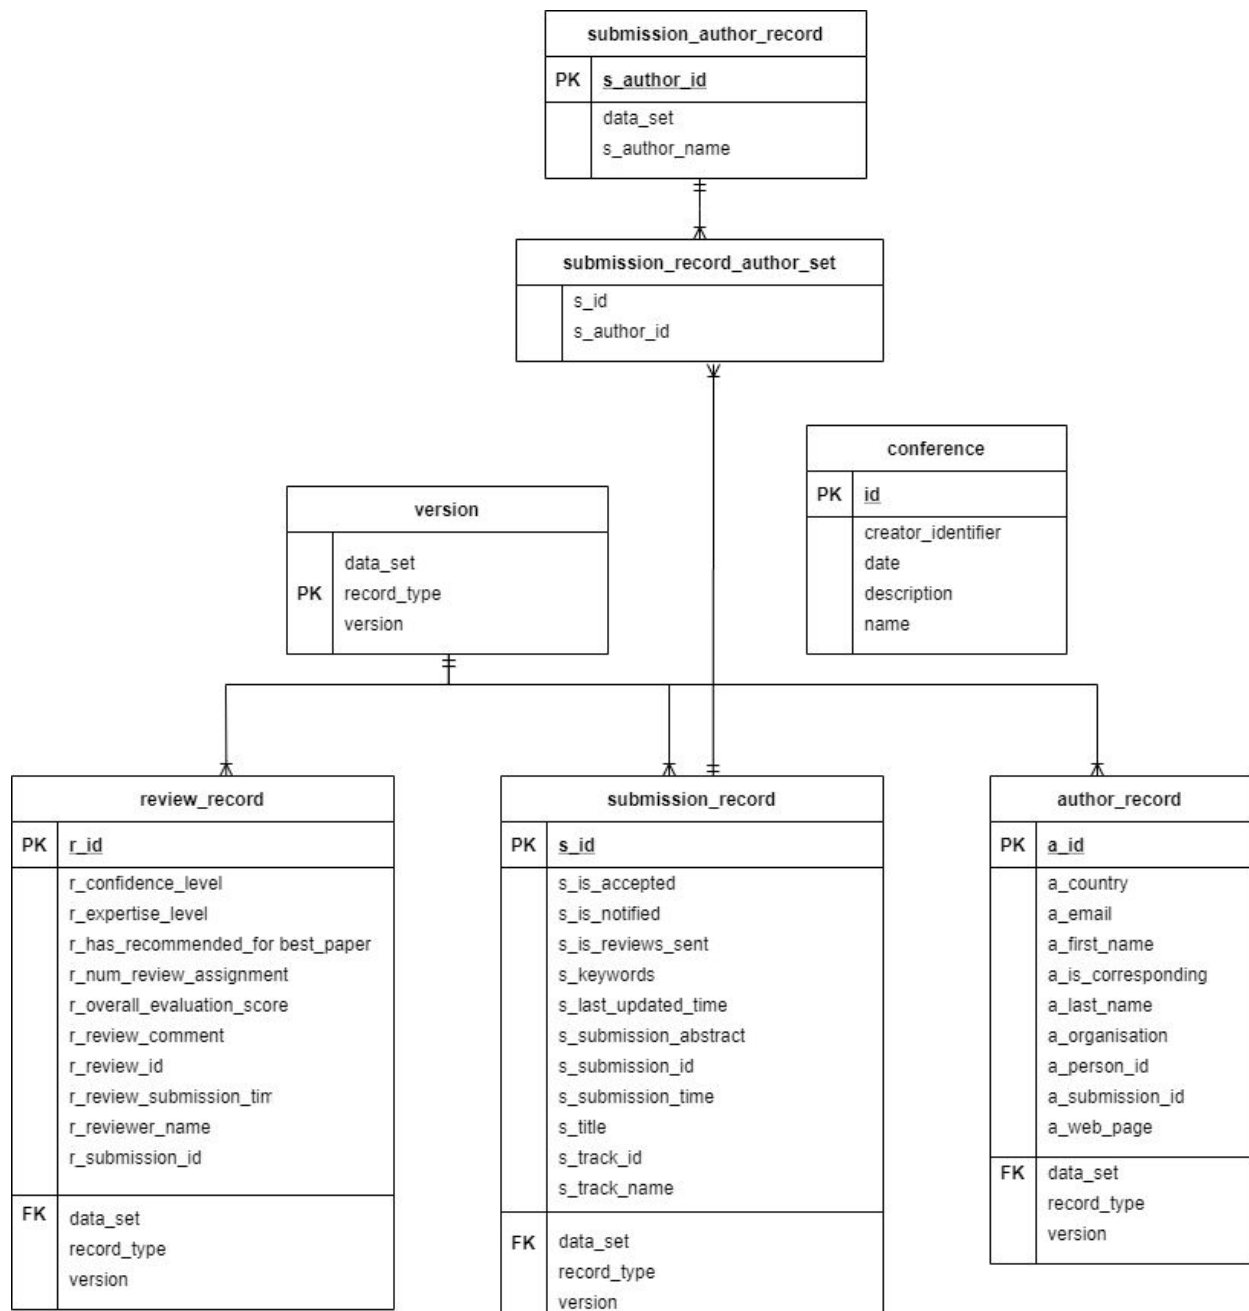 submission_author_record
PK s_author_id
data_set
s_author_name
submission_record_author_set
s_id
s_author_id
conference
PK id
creator_identifier
date
description
name
version
data_set
PK record_type
version
review_record
PK r_id
r_confidence_level
r_expertise_level
r_has_recommended_for best_paper
r_num_review_assignment
r_overall_evaluation_score
r_review_comment
r_review_id
r_review_submission_tim
r_reviewer_name
r_submission_id
FK data_set
record_type
version
submission_record
PK s_id
s_is_accepted
s_is_notified
s_is_reviews_sent
s_keywords
s_last_updated_time
s_submission_abstract
s_submission_id
s_submission_time
s_title
s_track_id
s_track_name
FK data_set
record_type
version
author_record
PK a_id
a_country
a_email
a_first_name
a_is_corresponding
a_last_name
a_organisation
a_person_id
a_submission_id
a_web_page
FK data_set
record_type
version